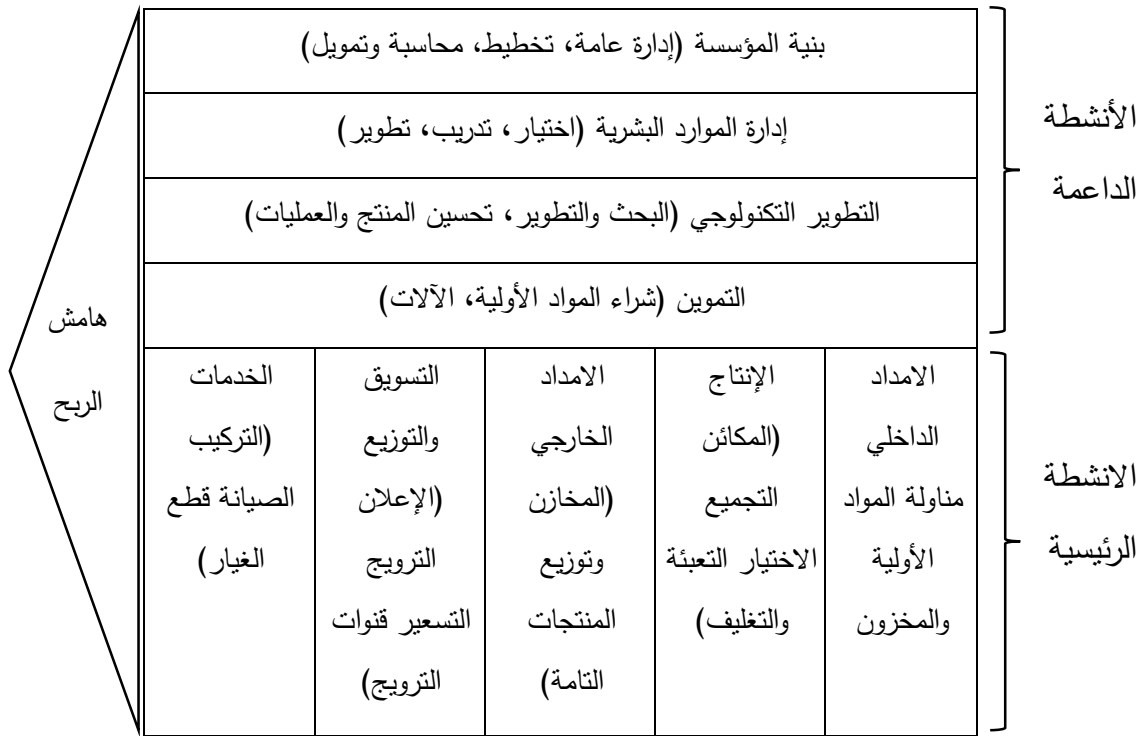 بنية المؤسسة (إدارة عامة، تخطيط، محاسبة وتمويل)
إدارة الموارد البشرية (اختيار، تدريب، تطوير)
التطوير التكنولوجي (البحث والتطوير، تحسين المنتج والعمليات)
التموين (شراء المواد الأولية، الآلات)
الأنشطة
الداعمة
الانشطة
الرئيسية
الامداد
الداخلي
مناولة المواد
الأولية
والمخزون
الإنتاج
(المكائن
التجميع
الاختيار التعبئة
والتغليف)
الامداد
الخارجي
(المخازن
وتوزيع
المنتجات
التامة)
التسويق
والتوزيع
(الإعلان
الترويج
التسعير قنوات
الترويج)
الخدمات
(التركيب
الصيانة قطع
الغيار)
هامش
الربح